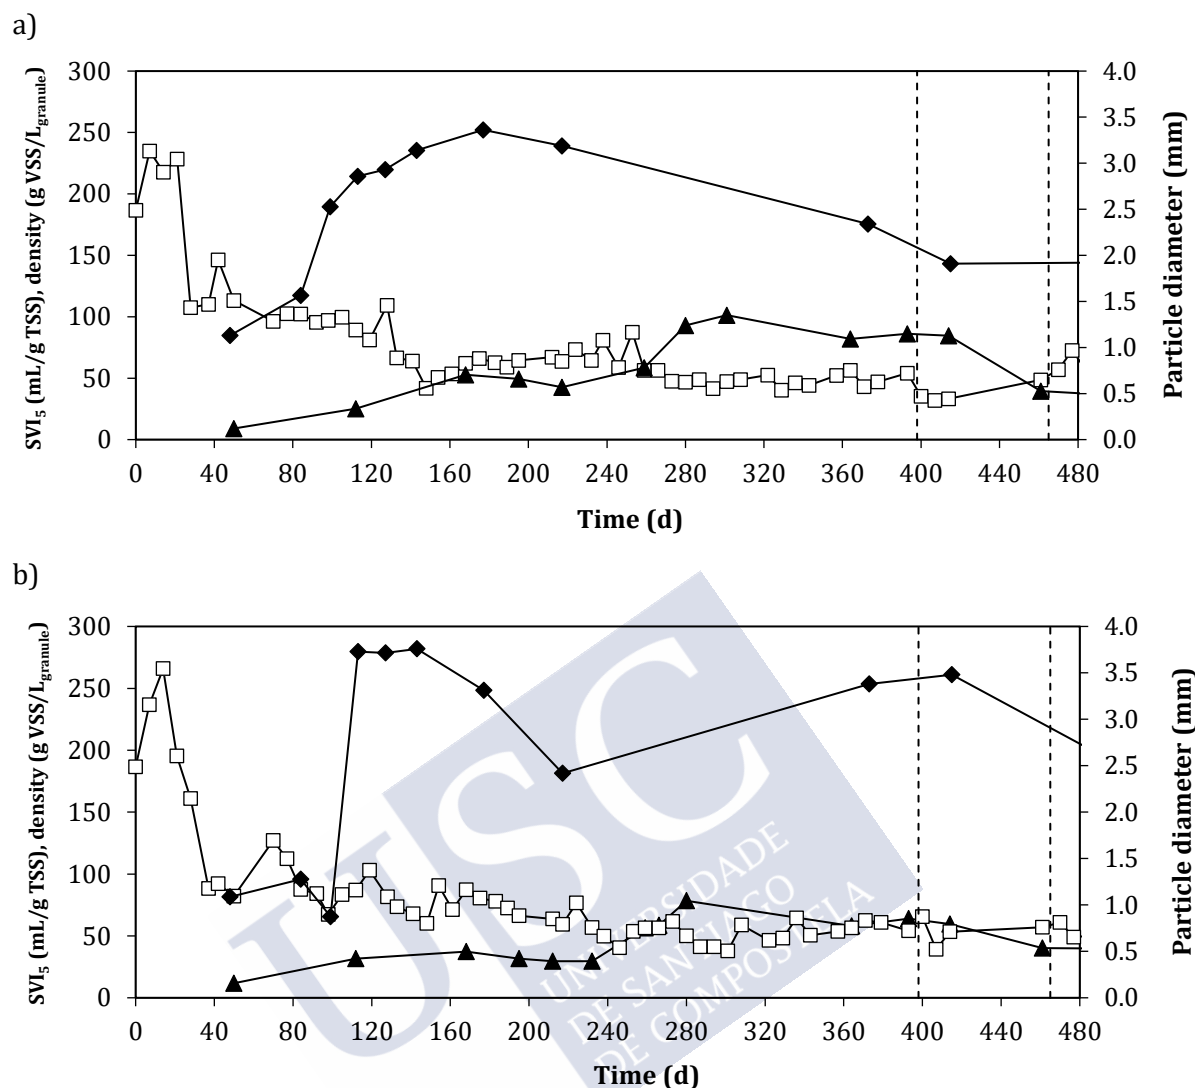 a)
SVI5 (mL/g TSS), density (g VSS/Lgranule)
300
250
200
150
100
50
0
4.0
3.5
3.0
2.5
2.0
1.5
1.0
0.5
0.0
Particle diameter (mm)
0 40 80 120 160 200 240 280 320 360 400 440 480
Time (d)
b)
SVI5 (mL/g TSS), density (g VSS/Lgranule)
300
250
200
150
100
50
0
4.0
3.5
3.0
2.5
2.0
1.5
1.0
0.5
0.0
Particle diameter (mm)
0 40 80 120 160 200 240 280 320 360 400 440 480
Time (d)
USC
UNIVERSIDADE
DE SANTIAGO
DE COMPOSTELA